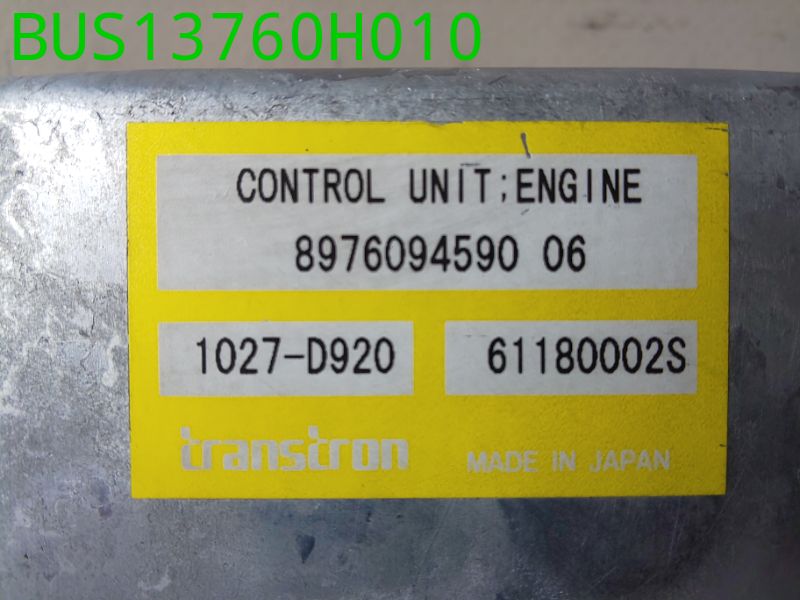 BUS13760H010
CONTROL UNIT;ENGINE
8976094590 06
1027-D920 61180002S
transtron MADE IN JAPAN